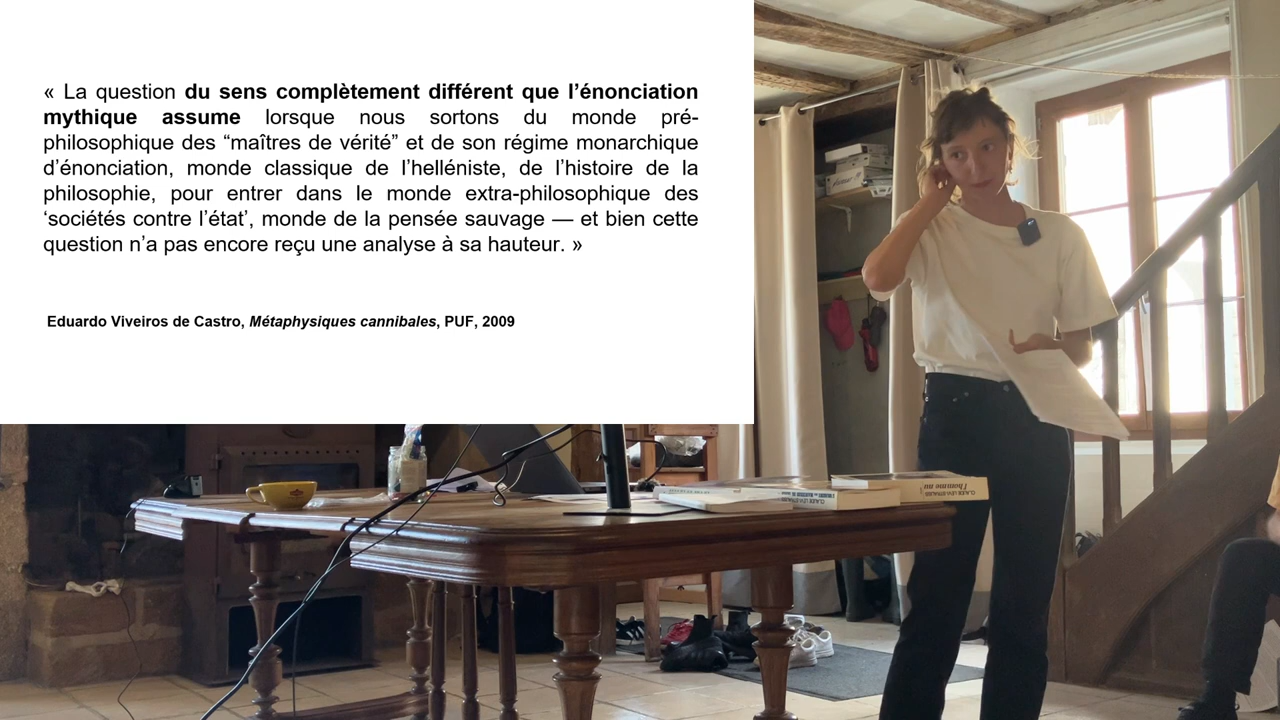 « La question du sens complètement différent que l’énonciation
mythique assume lorsque nous sortons du monde pré-
philosophique des “maîtres de vérité” et de son régime monarchique
d’énonciation, monde classique de l’helléniste, de l’histoire de la
philosophie, pour entrer dans le monde extra-philosophique des
‘sociétés contre l’état’, monde de la pensée sauvage — et bien cette
question n’a pas encore reçu une analyse à sa hauteur. »
Eduardo Viveiros de Castro, Métaphysiques cannibales, PUF, 2009
CLAUDE LÉVI-STRAUSS
l'homme nu
CLAUDE LÉVI-STRAUSS